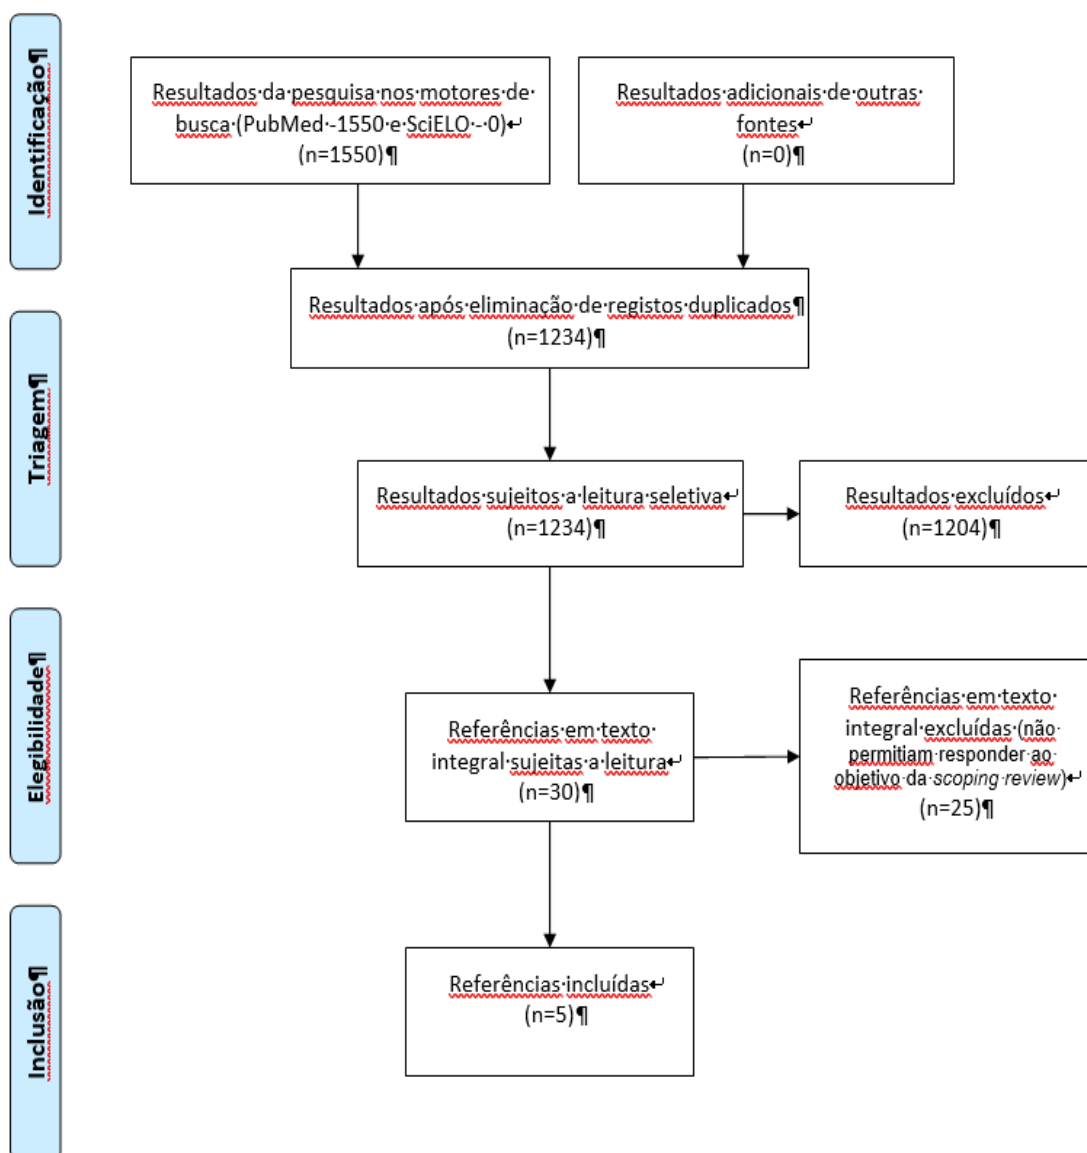 Identificação¶
Resultados·da·pesquisa·nos·motores·de·
busca·(PubMed·-1550·e·SciELO·-·0)↵
(n=1550)¶
Resultados·adicionais·de·outras·
fontes↵
(n=0)¶
Resultados·após·eliminação·de·registos·duplicados¶
(n=1234)¶
Triagem¶
Resultados·sujeitos·a·leitura·seletiva↵
(n=1234)¶
Resultados·excluídos↵
(n=1204)¶
Elegibilidade¶
Referências·em·texto·
integral·sujeitas·a·leitura↵
(n=30)¶
Referências·em·texto·
integral·excluídas·(não·
permitiam·responder·ao·
objetivo·da·scoping·review)↵
(n=25)¶
Inclusão¶
Referências·incluídas↵
(n=5)¶